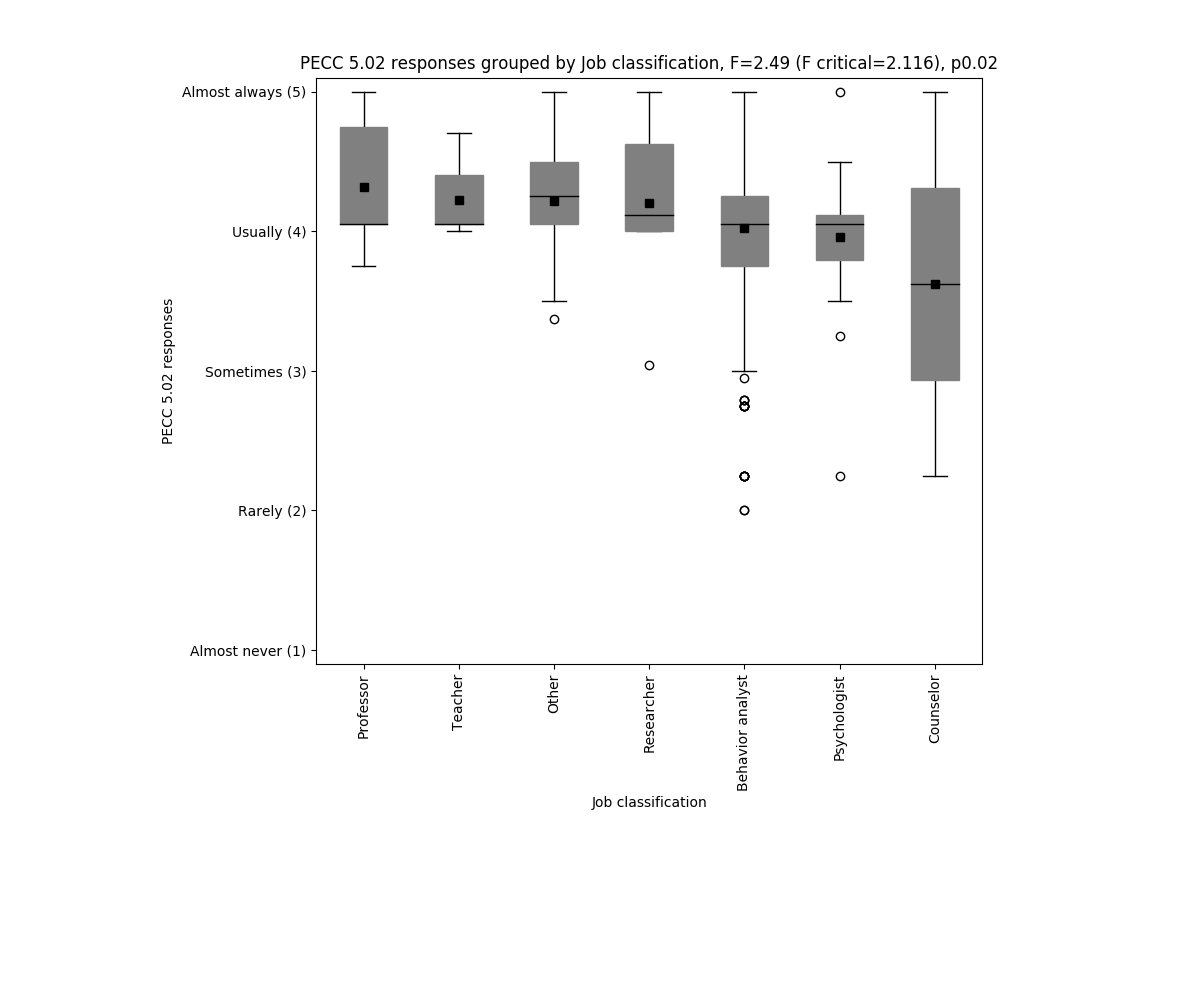 PECC 5.02 responses grouped by Job classification, F=2.49 (F critical=2.116), p0.02
Almost always (5)
Usually (4)
Sometimes (3)
Rarely (2)
Almost never (1)
PECC 5.02 responses
Professor
Teacher
Other
Researcher
Behavior analyst
Psychologist
Counselor
Job classification